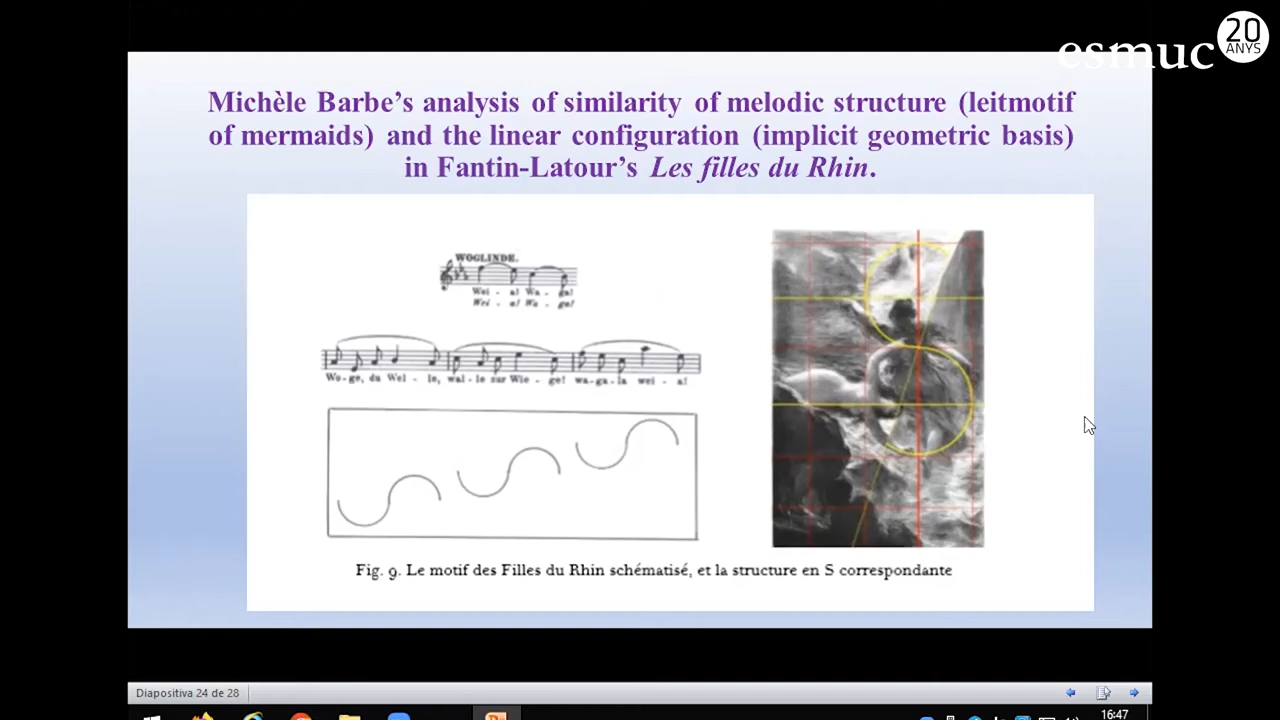 20
ANYS
esmuc
Michèle Barbe’s analysis of similarity of melodic structure (leitmotif
of mermaids) and the linear configuration (implicit geometric basis)
in Fantin-Latour’s Les filles du Rhin.
WOGLINDE.
Wei - a! Wa - ga!
Wei - a! Wa - ga!
Wo-ge, du Wel - le, wal-le zur Wie - ge! wa-ga-la wei - a!
Fig. 9. Le motif des Filles du Rhin schématisé, et la structure en S correspondante
Diapositiva 24 de 28
16:47